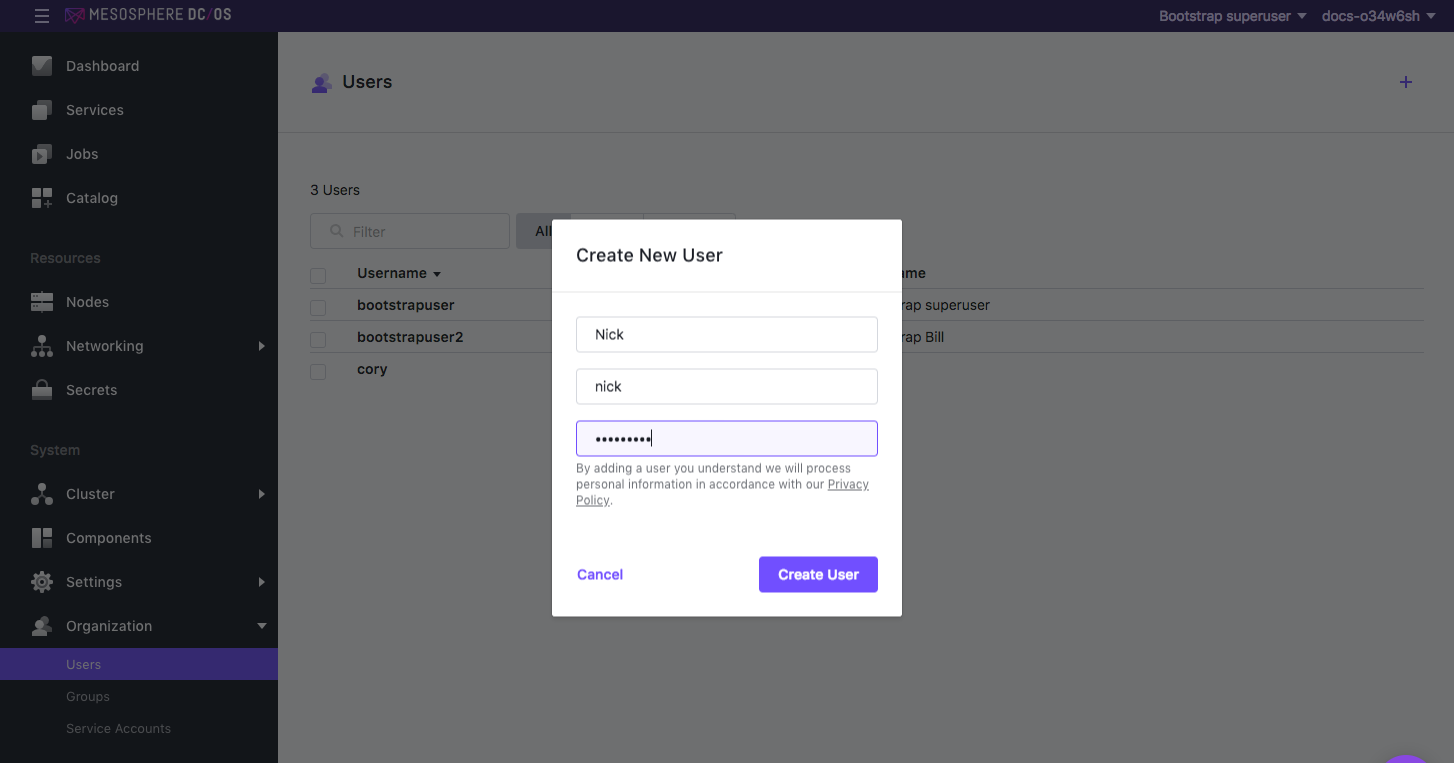 MESOSPHERE DC/OS
Bootstrap superuser
docs-o34w6sh
Dashboard
Services
Jobs
Catalog
Resources
Nodes
Networking
Secrets
System
Cluster
Components
Settings
Organization
Users
Groups
Service Accounts
Users
3 Users
Filter
All
Username
bootstrapuser
superuser
bootstrapuser2
Bill
cory
Create New User
Nick
nick
•••••••••
By adding a user you understand we will process
personal information in accordance with our Privacy
Policy.
Cancel
Create User